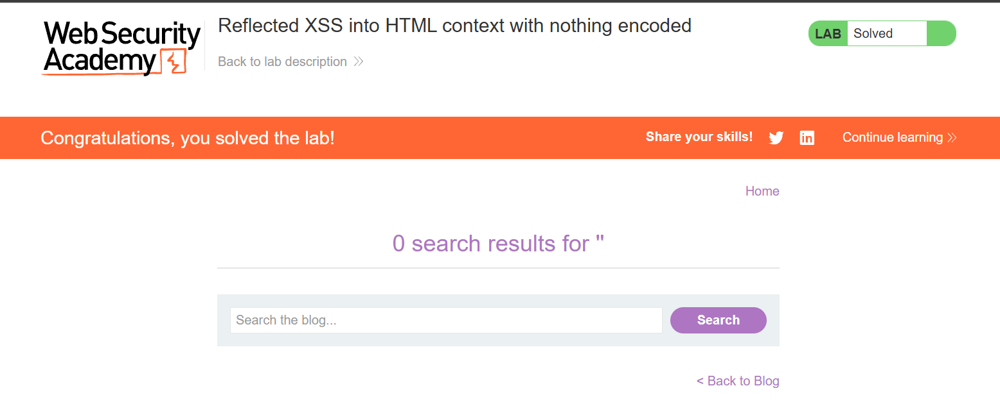 Web Security
Academy
Reflected XSS into HTML context with nothing encoded
Back to lab description
LAB Solved
Congratulations, you solved the lab!
Share your skills!
in
Continue learning
Home
0 search results for ''
Search the blog...
Search
< Back to Blog